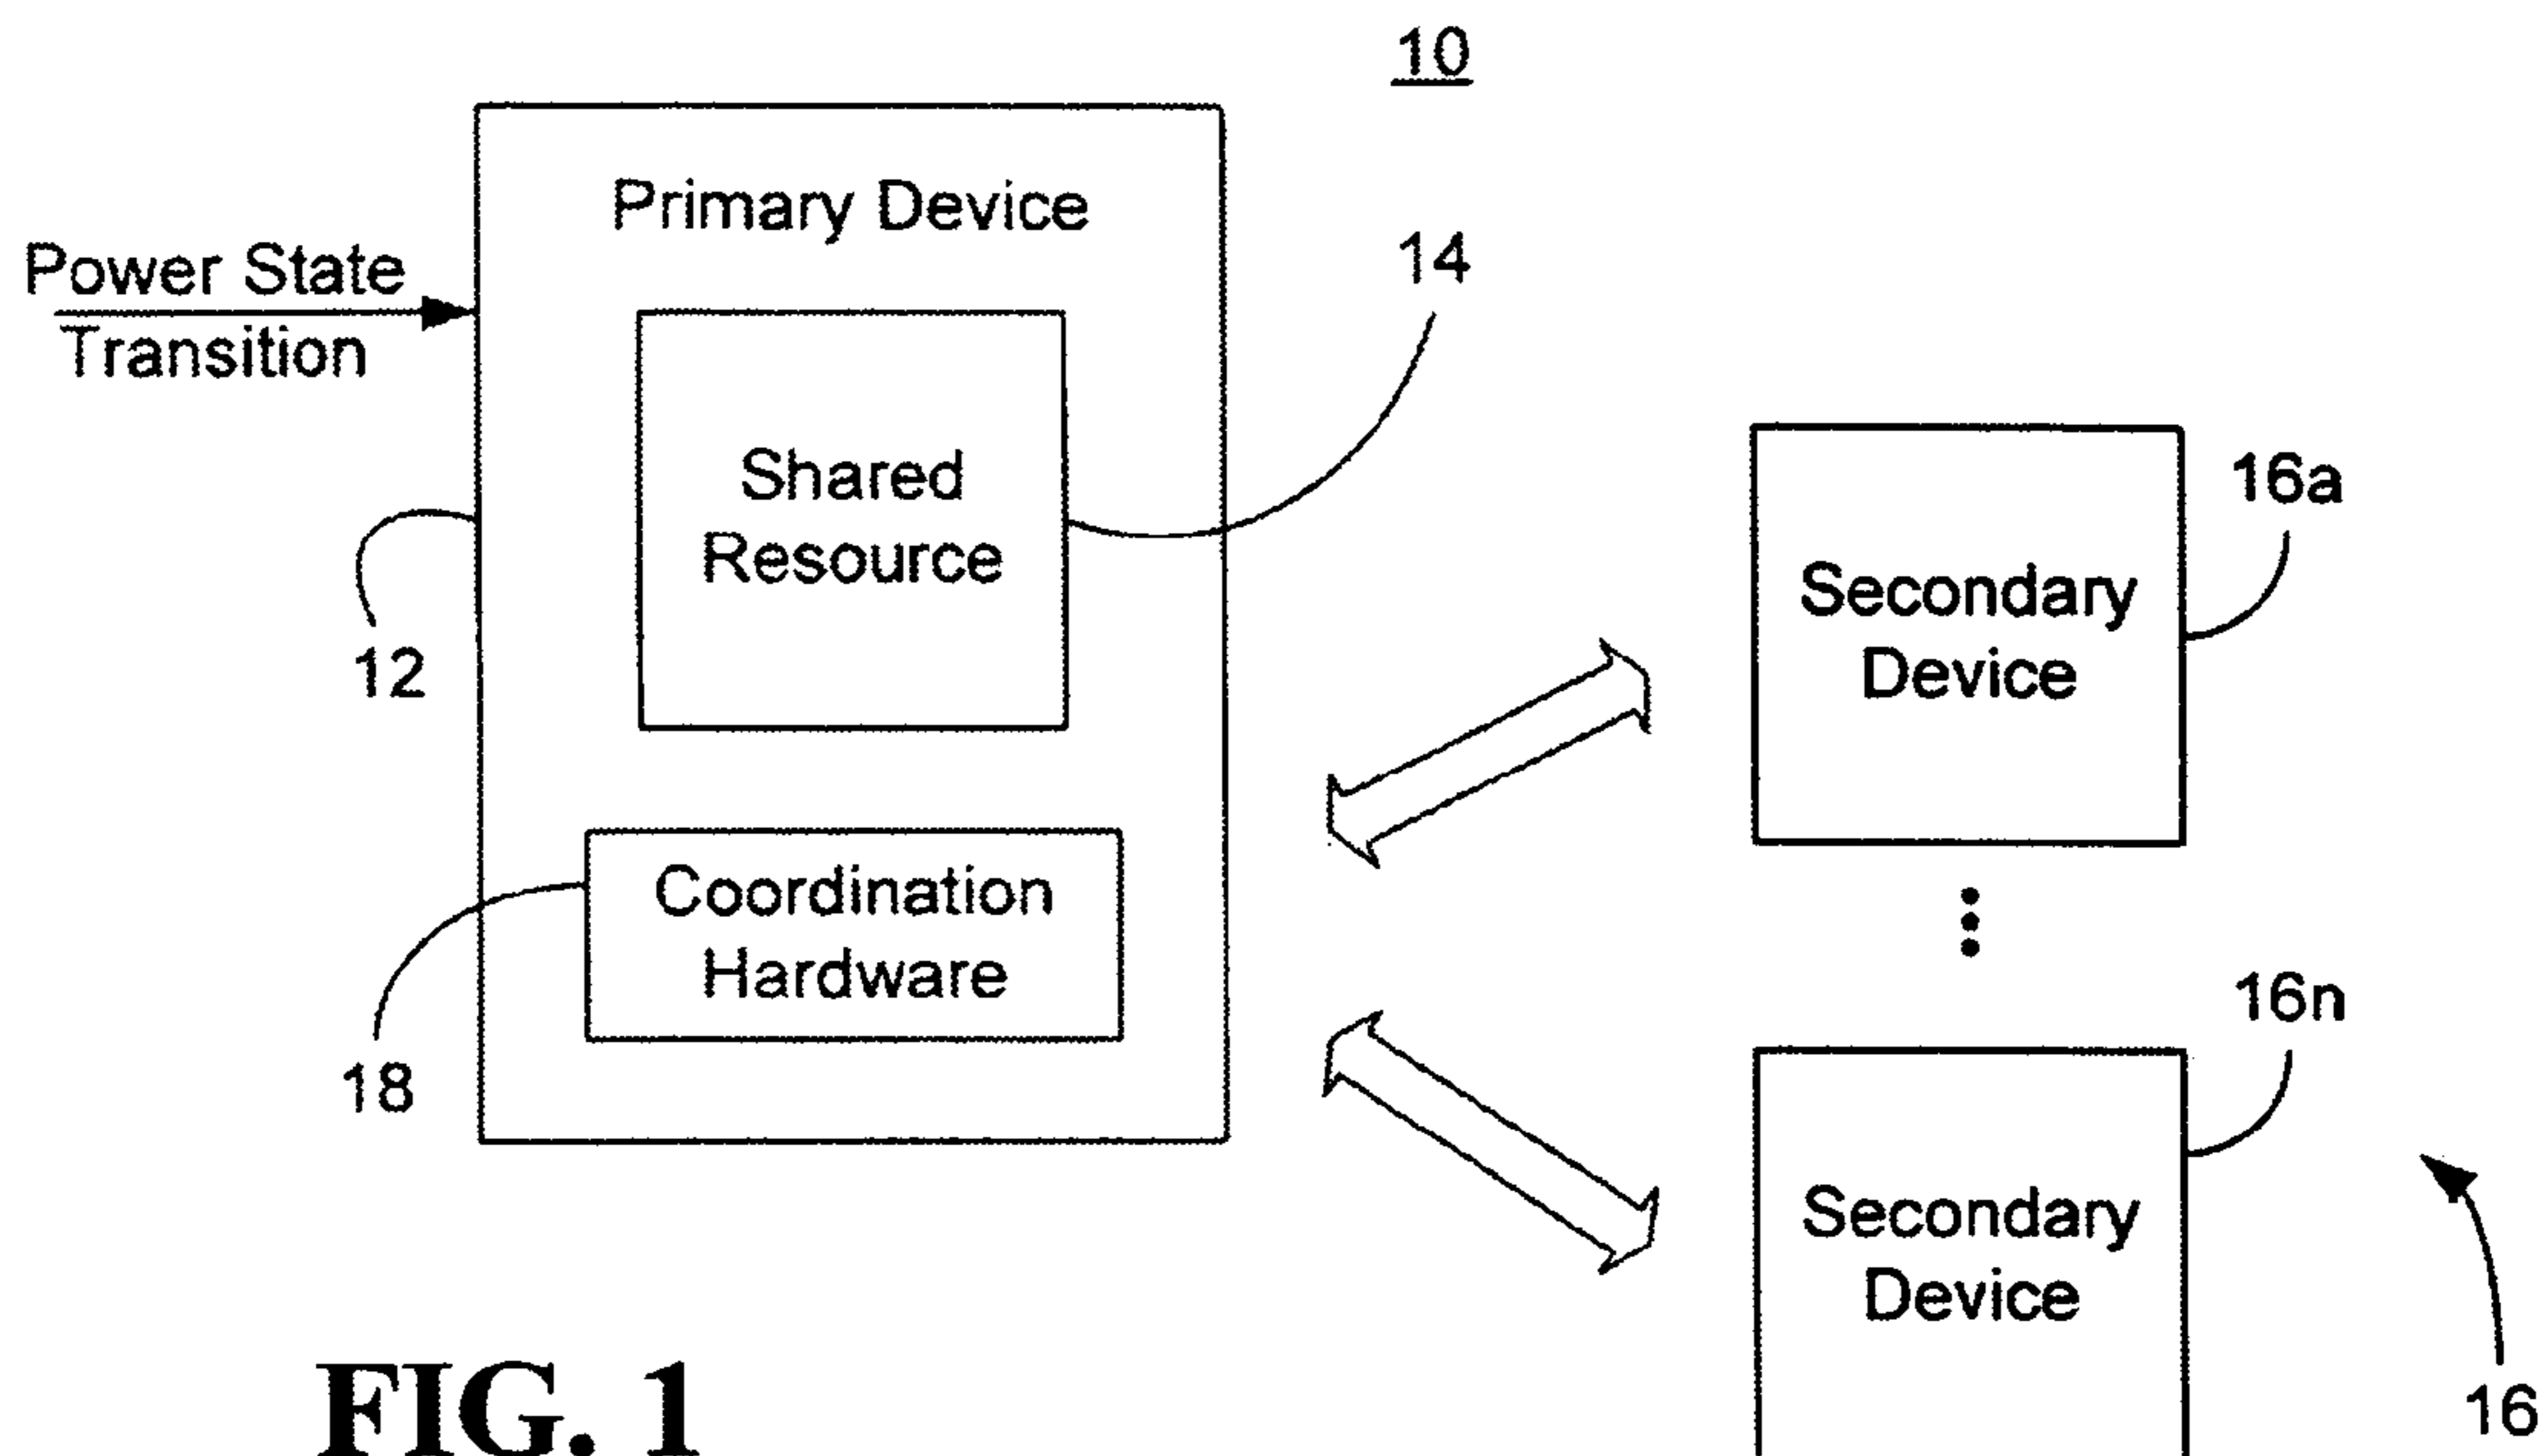 10
Primary Device
Power State
Transition
14
Shared
Resource
12
16a
Secondary
Device
Coordination
Hardware
18
16n
Secondary
Device
16
FIG. 1